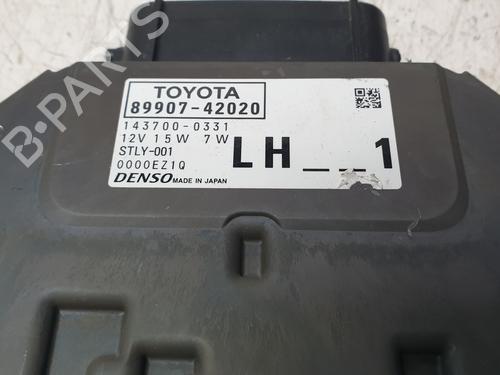 TOYOTA
89907-42020
143700-0331
12V 15W 7W
STLY-001
0000EZ1Q
LH _ _ 1
DENSO MADE IN JAPAN
B-PARTS